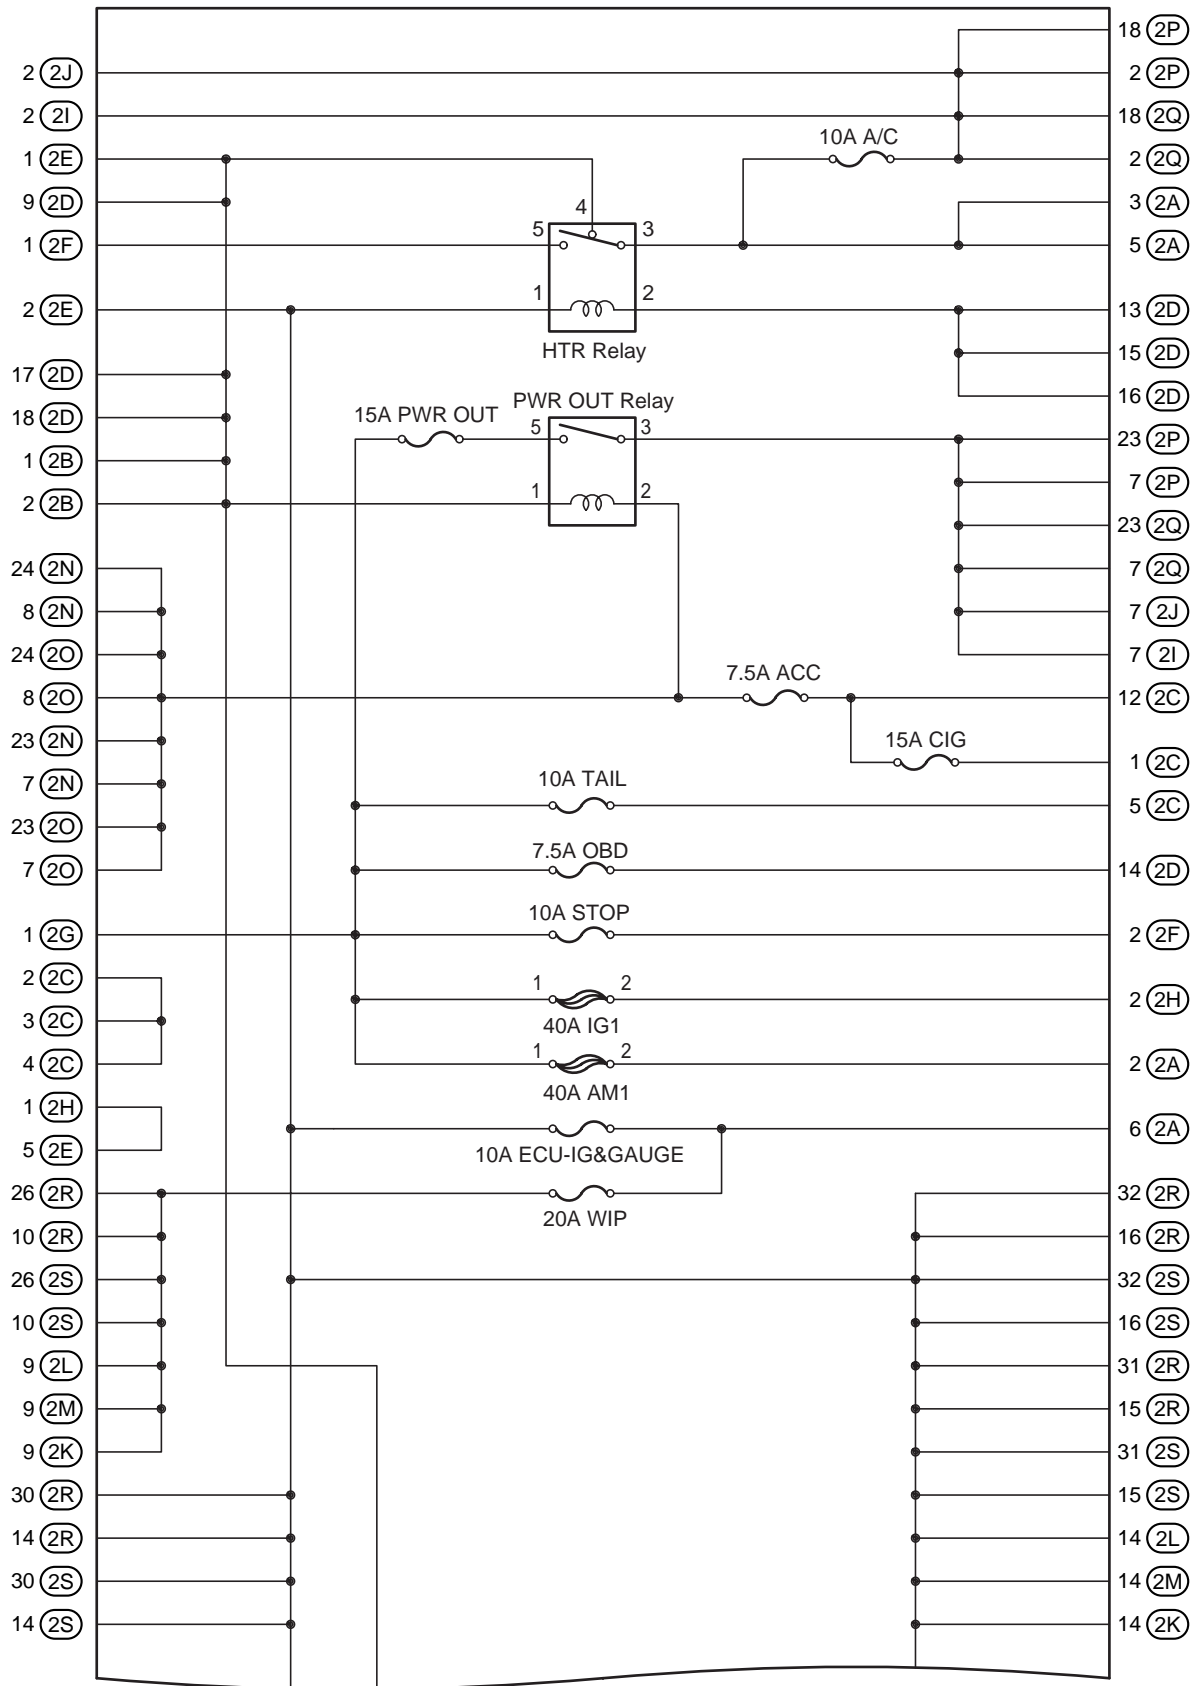 18 2P
2 2J
2 2P
2 2I
18 2Q
10A A/C
1 2E
2 2Q
9 2D
3 2A
4
5
3
1 2F
5 2A
1
2
2 2E
13 2D
HTR Relay
15 2D
17 2D
16 2D
PWR OUT Relay
15A PWR OUT
18 2D
5
3
23 2P
1 2B
7 2P
1
2
2 2B
23 2Q
24 2N
7 2Q
8 2N
7 2J
24 2O
7 2I
7.5A ACC
8 2O
12 2C
23 2N
15A CIG
1 2C
10A TAIL
7 2N
5 2C
23 2O
7.5A OBD
7 2O
14 2D
10A STOP
1 2G
2 2F
2 2C
1
2
2 2H
3 2C
40A IG1
1
2
4 2C
2 2A
40A AM1
1 2H
6 2A
5 2E
10A ECU-IG&GAUGE
26 2R
32 2R
20A WIP
10 2R
16 2R
26 2S
32 2S
10 2S
16 2S
9 2L
31 2R
9 2M
15 2R
9 2K
31 2S
30 2R
15 2S
14 2R
14 2L
30 2S
14 2M
14 2S
14 2K